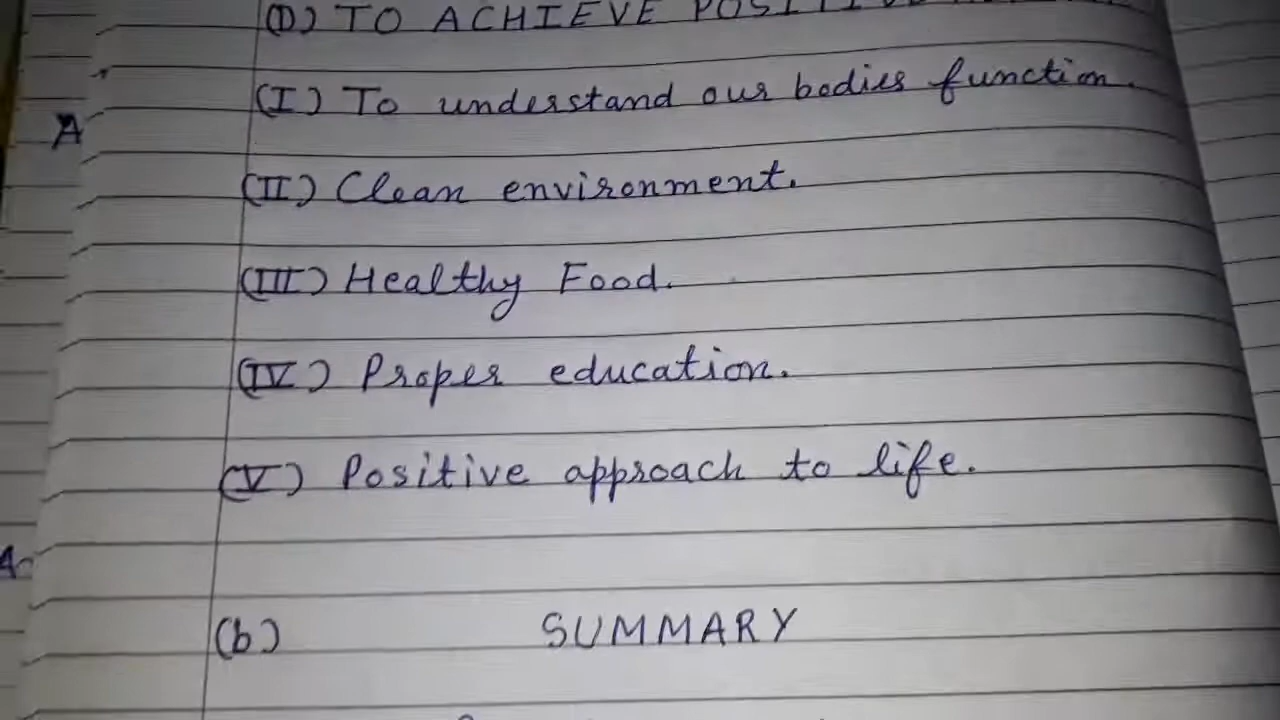 (D) TO ACHIEVE POSITIVE
(I) To understand our bodies function.
A
(II) Clean environment.
(III) Healthy Food.
(IV) Proper education.
(V) Positive approach to life.
A
(b) SUMMARY